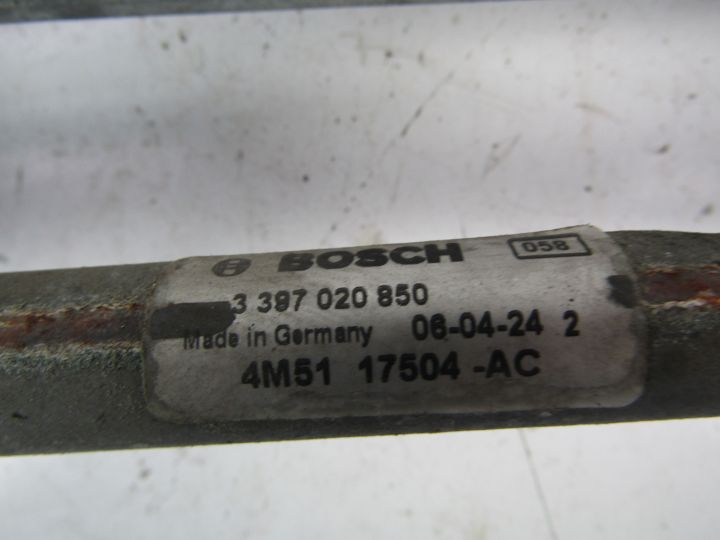 BOSCH 058
3 397 020 850
Made in Germany 06-04-24 2
4M51 17504-AC